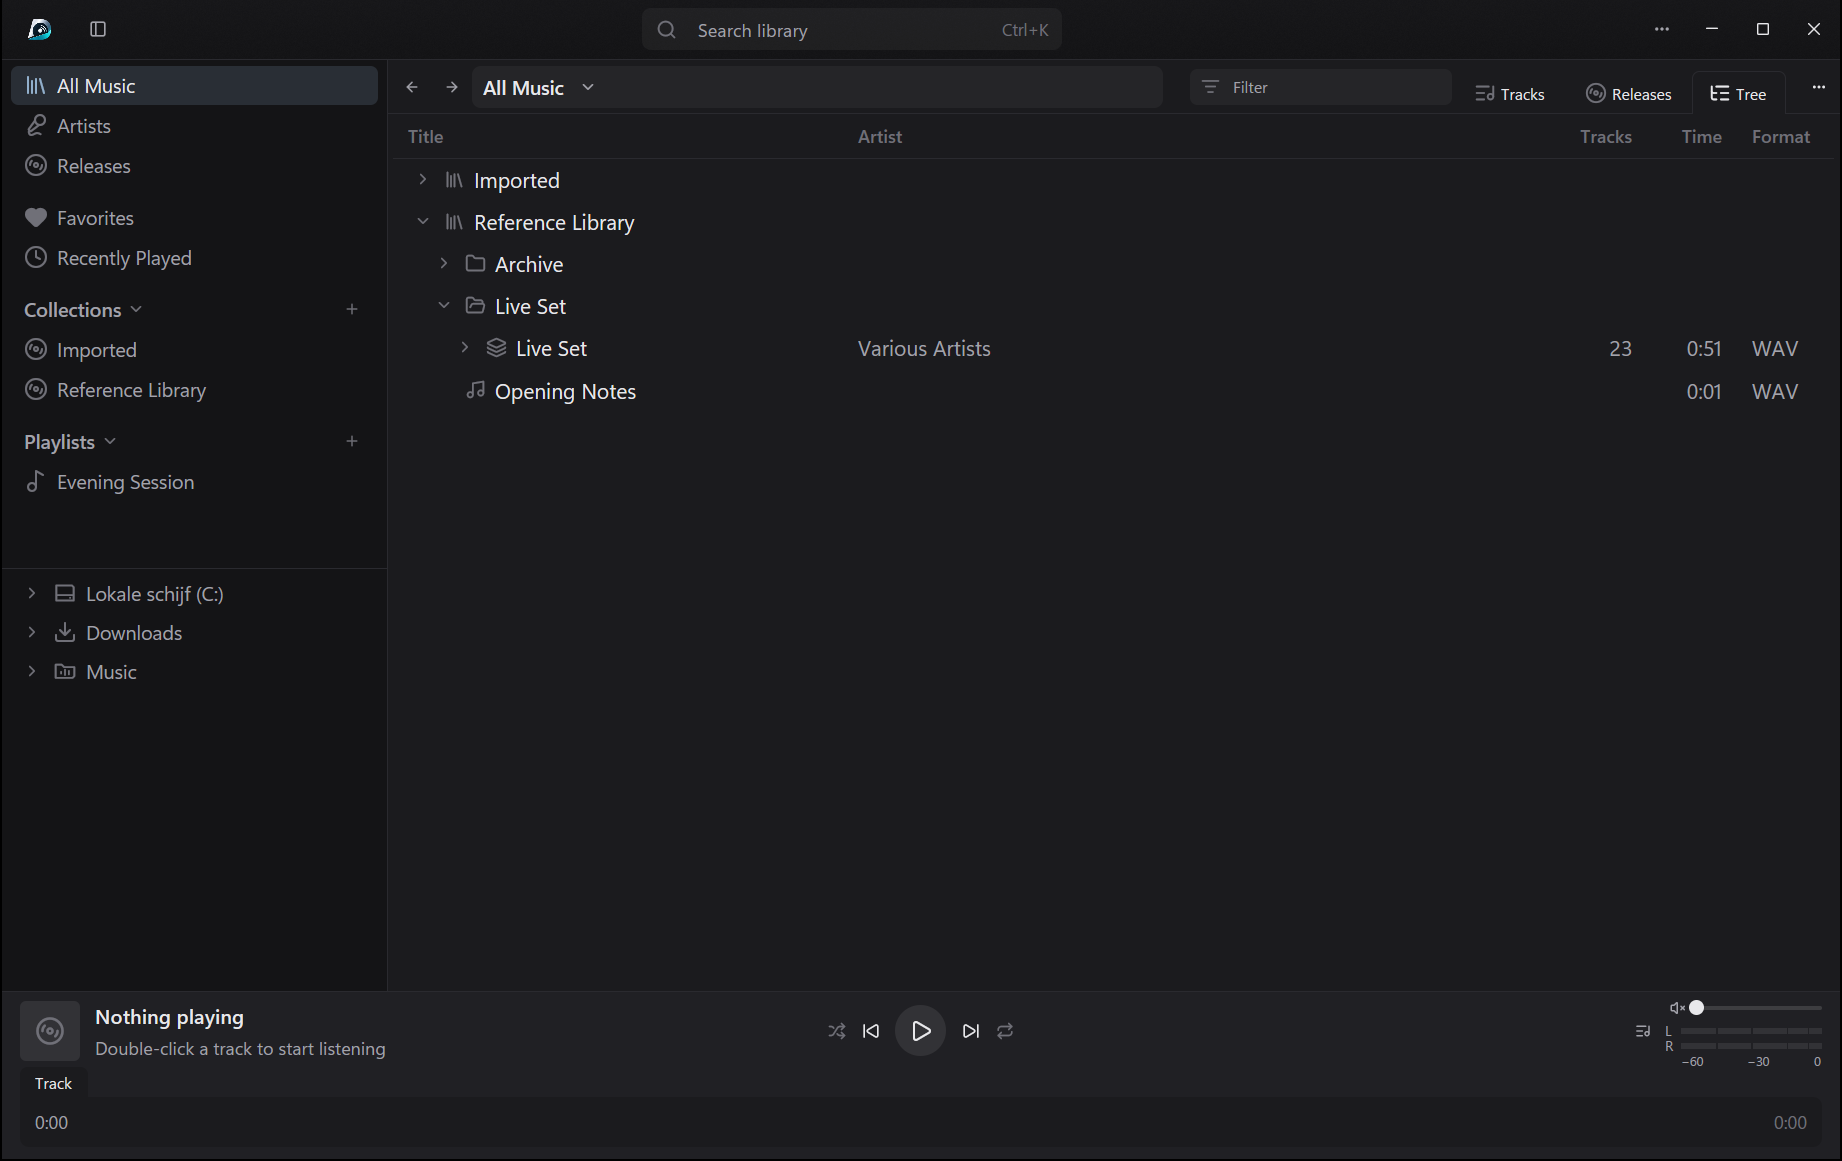 Search library Ctrl+K
All Music
Artists
Releases
Favorites
Recently Played
Collections
Imported
Reference Library
Playlists
Evening Session
Lokale schijf (C:)
Downloads
Music
All Music
Filter
Tracks
Releases
Tree
Title Artist Tracks Time Format
Imported
Reference Library
Archive
Live Set
Live Set Various Artists 23 0:51 WAV
Opening Notes 0:01 WAV
Nothing playing
Double-click a track to start listening
L
R
−60 −30 0
Track
0:00 0:00